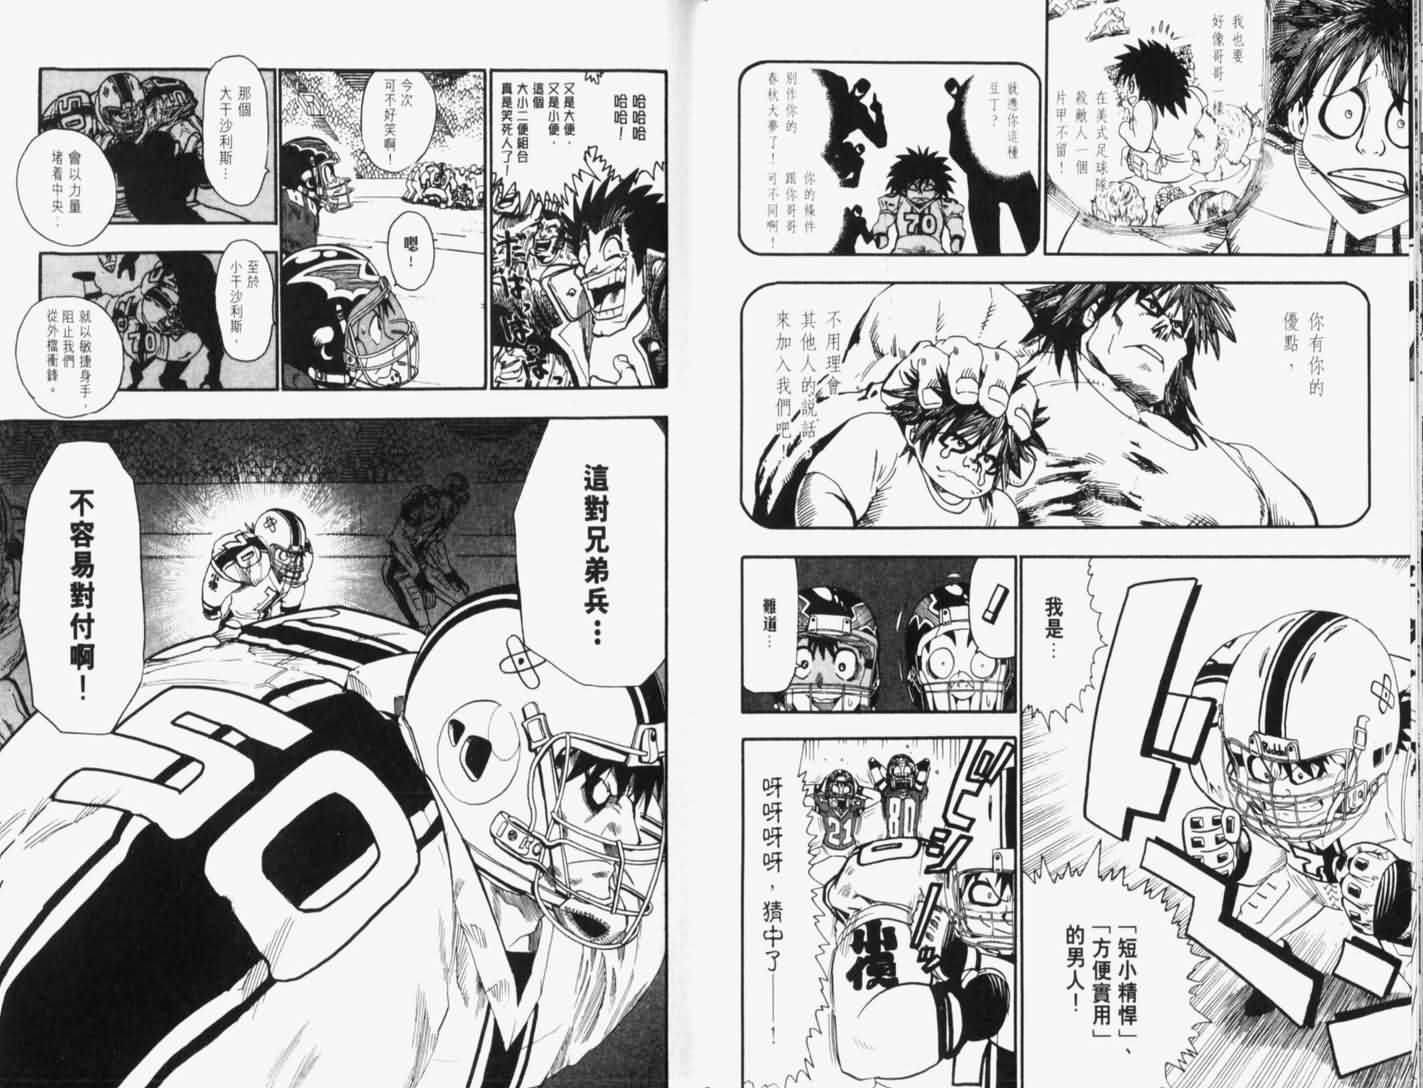 我也要
好像哥哥一樣
在美式足球隊
殺敵人一個
片甲不留！
就憑你這種
豆丁？
別作你的
春秋大夢了！
你的條件
跟你哥哥
可不同啊！
70
你有你的
優點，
不用理會
其他人的說話，
來加入我們吧！
我是…
「短小精悍」、
「方便實用」
的男人！
！
難道…
21
80
小便
呀呀呀呀，猜中了——！
哈哈哈
哈哈！
又是大便，
又是小便，
這個
大小二便組合
真是笑死人了！
今次
可不好笑啊！
嗯！
那個
大干沙利斯…
會以力量
堵着中央…
至於
小干沙利斯，
就以敏捷身手，
阻止我們
從外檔衝鋒。
70
這對兄弟兵…
不容易對付啊！
50